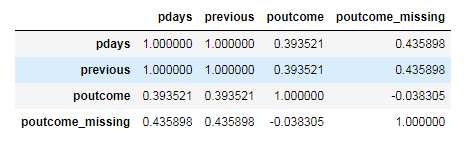 pdays previous poutcome poutcome_missing
pdays 1.000000 1.000000 0.393521 0.435898
previous 1.000000 1.000000 0.393521 0.435898
poutcome 0.393521 0.393521 1.000000 -0.038305
poutcome_missing 0.435898 0.435898 -0.038305 1.000000